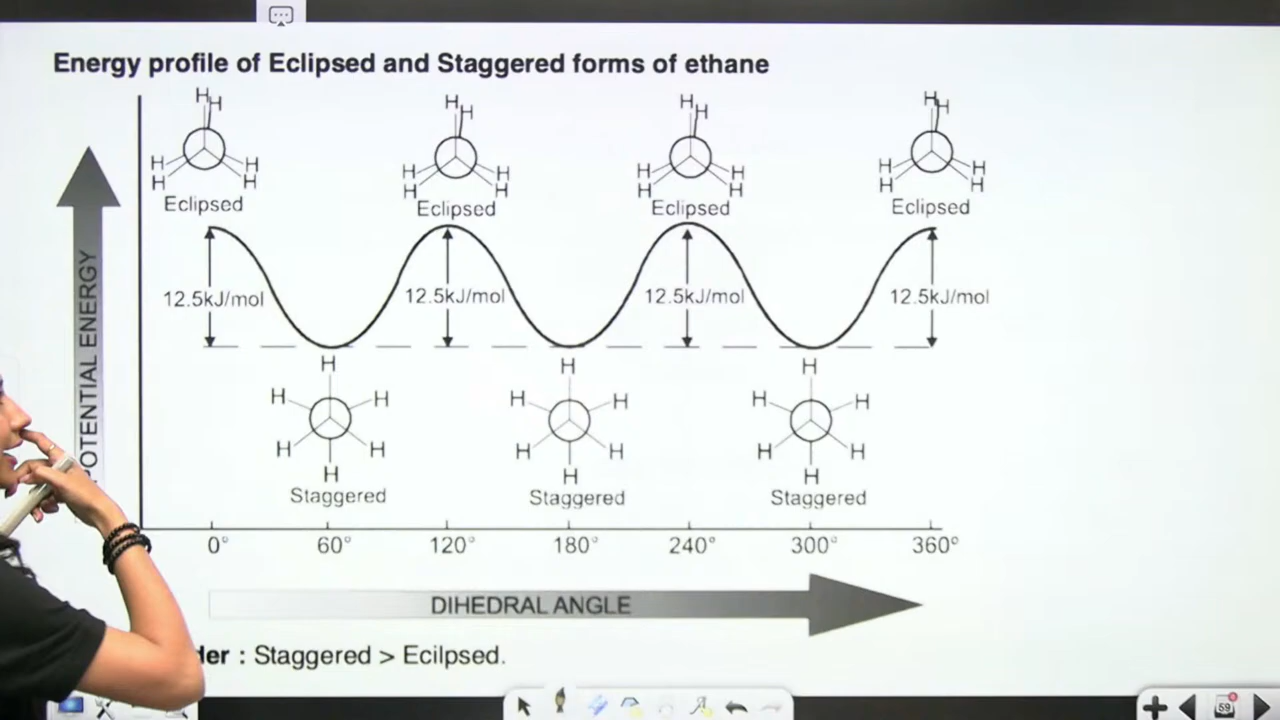 Energy profile of Eclipsed and Staggered forms of ethane
H H H H H H
Eclipsed
H H H H H H
Eclipsed
H H H H H H
Eclipsed
H H H H H H
Eclipsed
12.5kJ/mol
12.5kJ/mol
12.5kJ/mol
12.5kJ/mol
POTENTIAL ENERGY
H H H H H H
Staggered
H H H H H H
Staggered
H H H H H H
Staggered
0° 60° 120° 180° 240° 300° 360°
DIHEDRAL ANGLE
: Staggered > Ecilpsed.
59